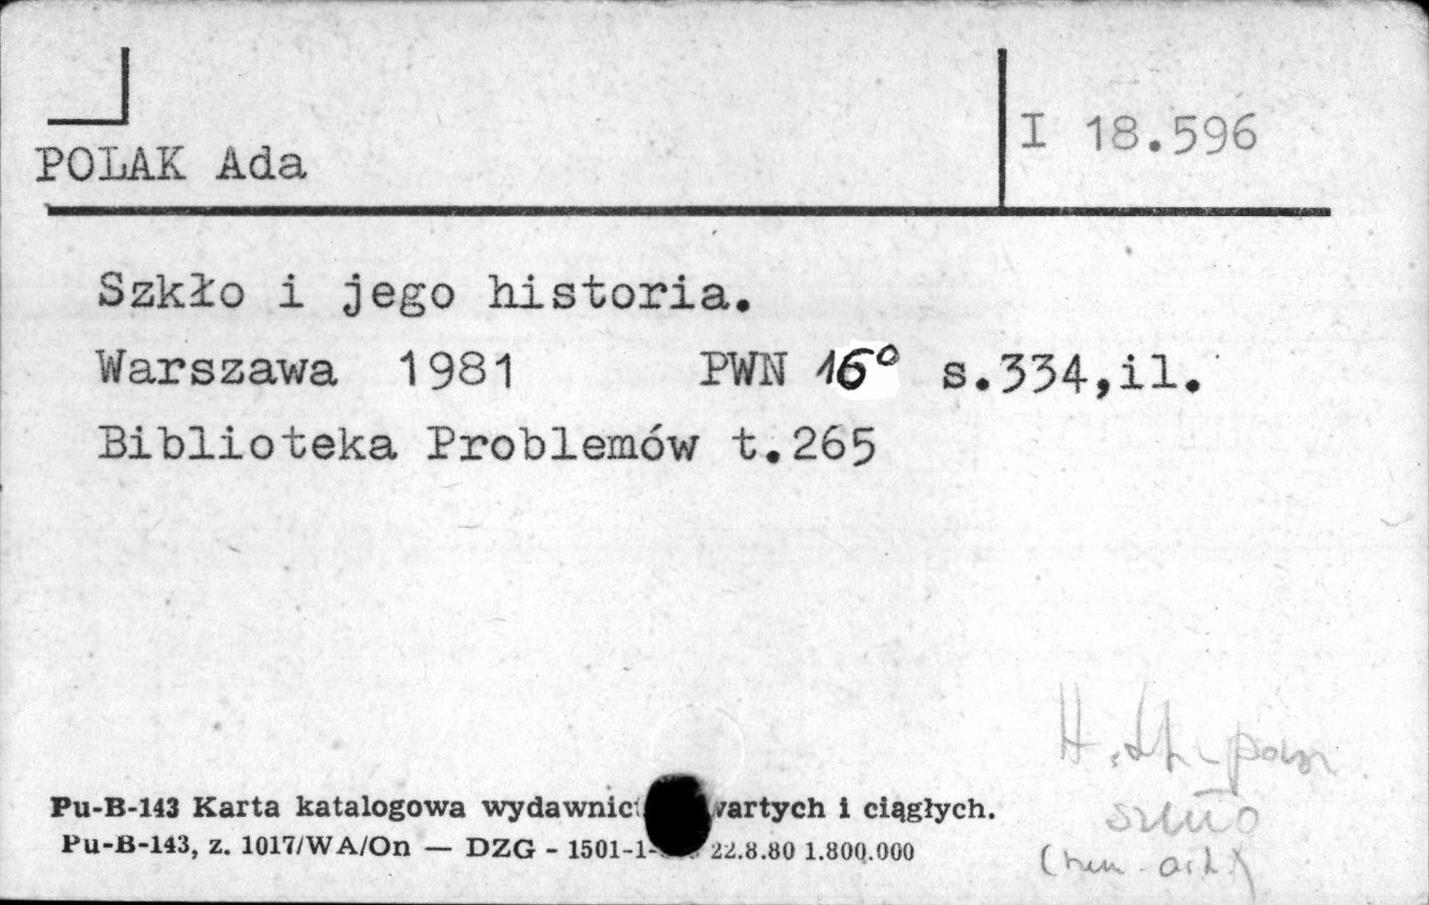 I 18.596
POLAK Ada
Szkło i jego historia.
Warszawa 1981 PWN 16° s.334,il.
Biblioteka Problemów t.265
Pu-B-143 Karta katalogowa wydawnic wartych i ciągłych.
Pu-B-143, z. 1017/WA/On — DZG - 1501-1- 22.8.80 1.800.000
H.
szkło